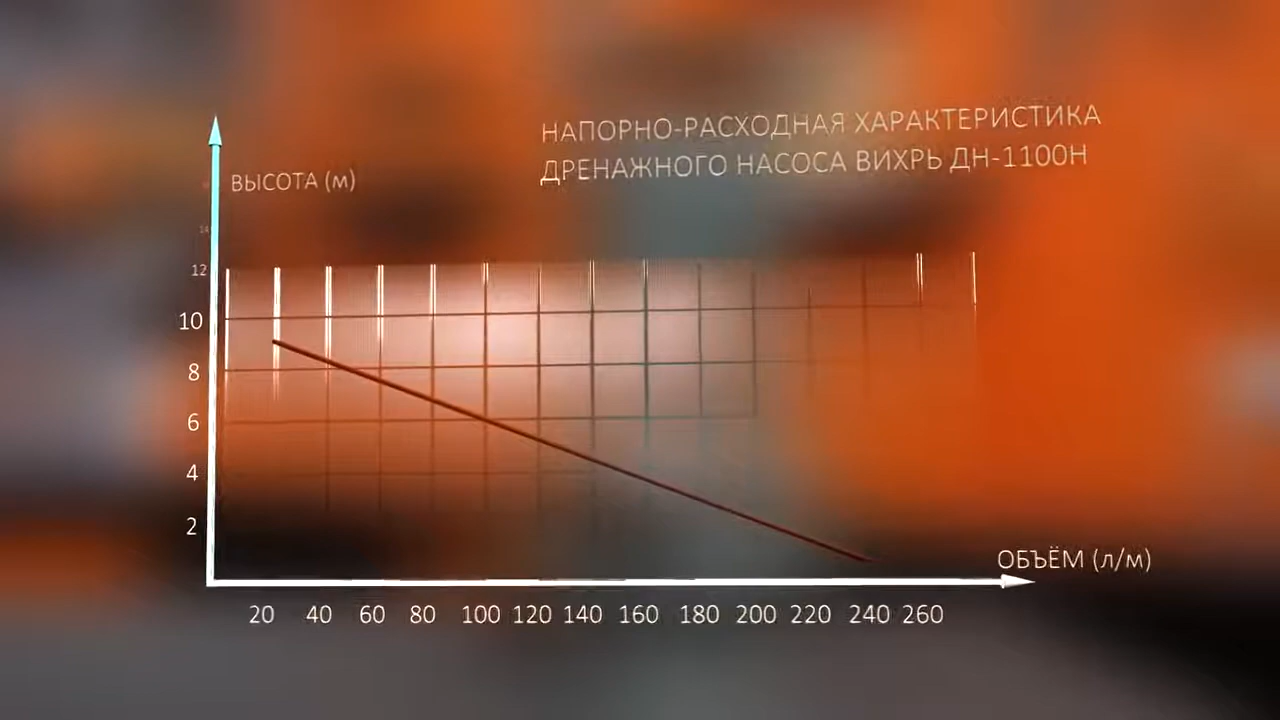 НАПОРНО-РАСХОДНАЯ ХАРАКТЕРИСТИКА
ДРЕНАЖНОГО НАСОСА ВИХРЬ ДН-1100Н
ВЫСОТА (м)
14
12
10
8
6
4
2
ОБЪЁМ (л/м)
20 40 60 80 100 120 140 160 180 200 220 240 260